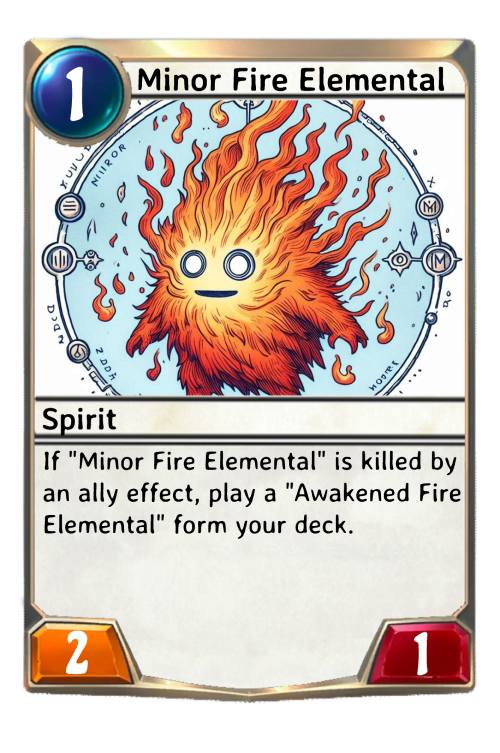 1
Minor Fire Elemental
Spirit
If "Minor Fire Elemental" is killed by
an ally effect, play a "Awakened Fire
Elemental" form your deck.
2
1